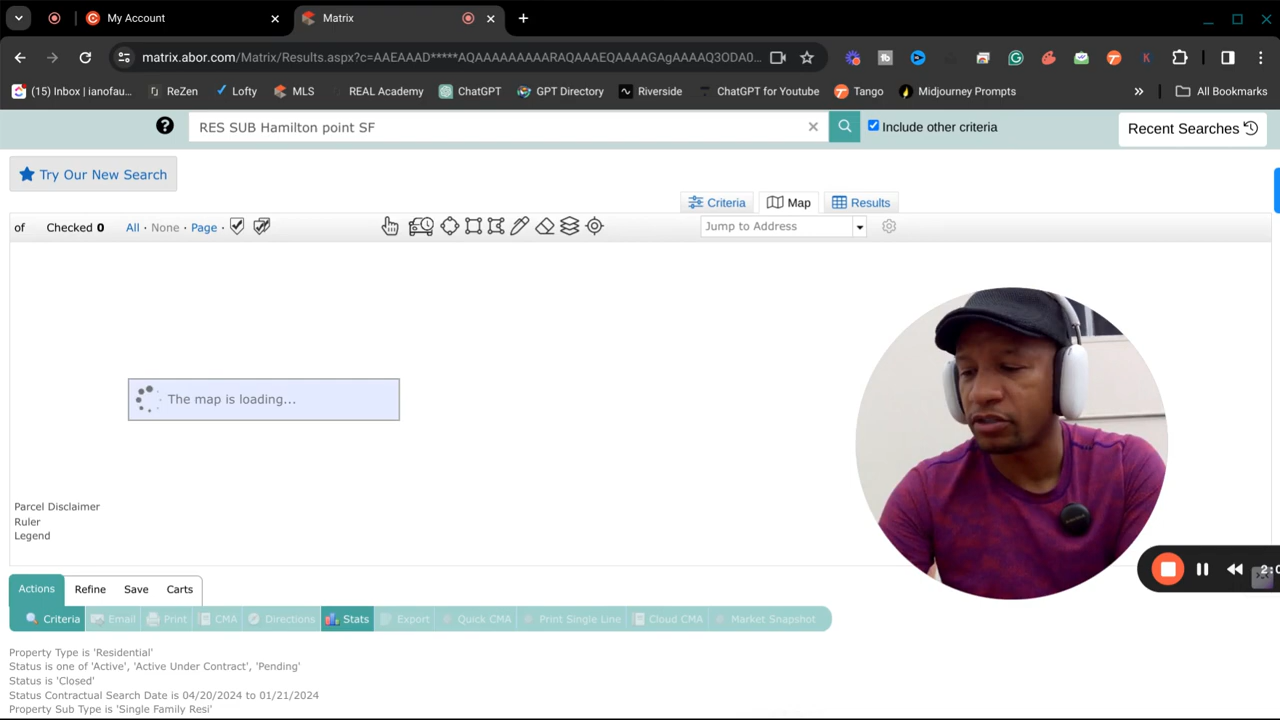 My Account
Matrix
matrix.abor.com/Matrix/Results.aspx?c=AAEAAAD*****AQAAAAAAAAARAQAAAEQAAAAGAgAAAAQ3ODA0...
(15) Inbox | ianofau...
ReZen
Lofty
MLS
REAL Academy
ChatGPT
GPT Directory
Riverside
ChatGPT for Youtube
Tango
Midjourney Prompts
»
All Bookmarks
RES SUB Hamilton point SF
Include other criteria
Recent Searches
Try Our New Search
Criteria
Map
Results
of Checked 0 All · None · Page ·
Jump to Address
The map is loading...
Parcel Disclaimer
Ruler
Legend
Actions Refine Save Carts
Criteria Email Print CMA Directions Stats Export Quick CMA Print Single Line Cloud CMA Market Snapshot
Property Type is 'Residential'
Status is one of 'Active', 'Active Under Contract', 'Pending'
Status is 'Closed'
Status Contractual Search Date is 04/20/2024 to 01/21/2024
Property Sub Type is 'Single Family Resi'